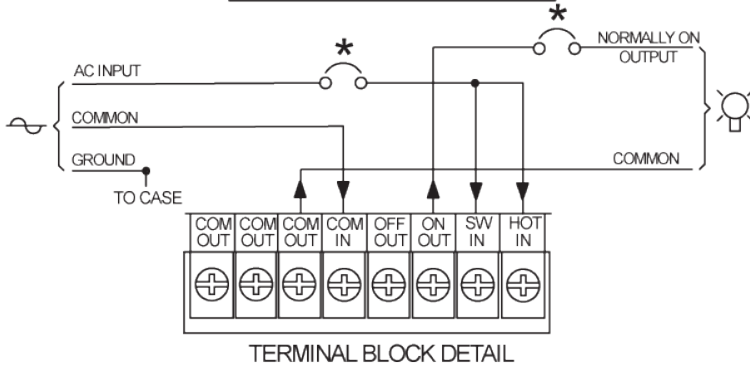 *
*
NORMALLY ON
OUTPUT
AC INPUT
COMMON
GROUND
COMMON
TO CASE
COM OUT
COM OUT
COM OUT
COM IN
OFF OUT
ON OUT
SW IN
HOT IN
TERMINAL BLOCK DETAIL